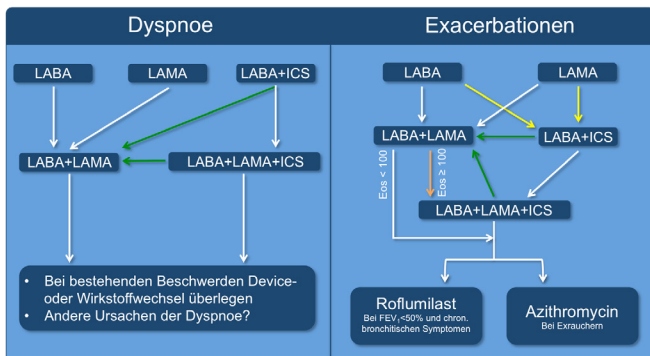 Dyspnoe
LABA
LAMA
LABA+ICS
LABA+LAMA
LABA+LAMA+ICS
• Bei bestehenden Beschwerden Device-
oder Wirkstoffwechsel überlegen
• Andere Ursachen der Dyspnoe?
Exacerbationen
LABA
LAMA
LABA+LAMA
LABA+ICS
Eos < 100
Eos ≥ 100
LABA+LAMA+ICS
Roflumilast
Bei FEV₁<50% und chron.
bronchitischen Symptomen
Azithromycin
Bei Exrauchern